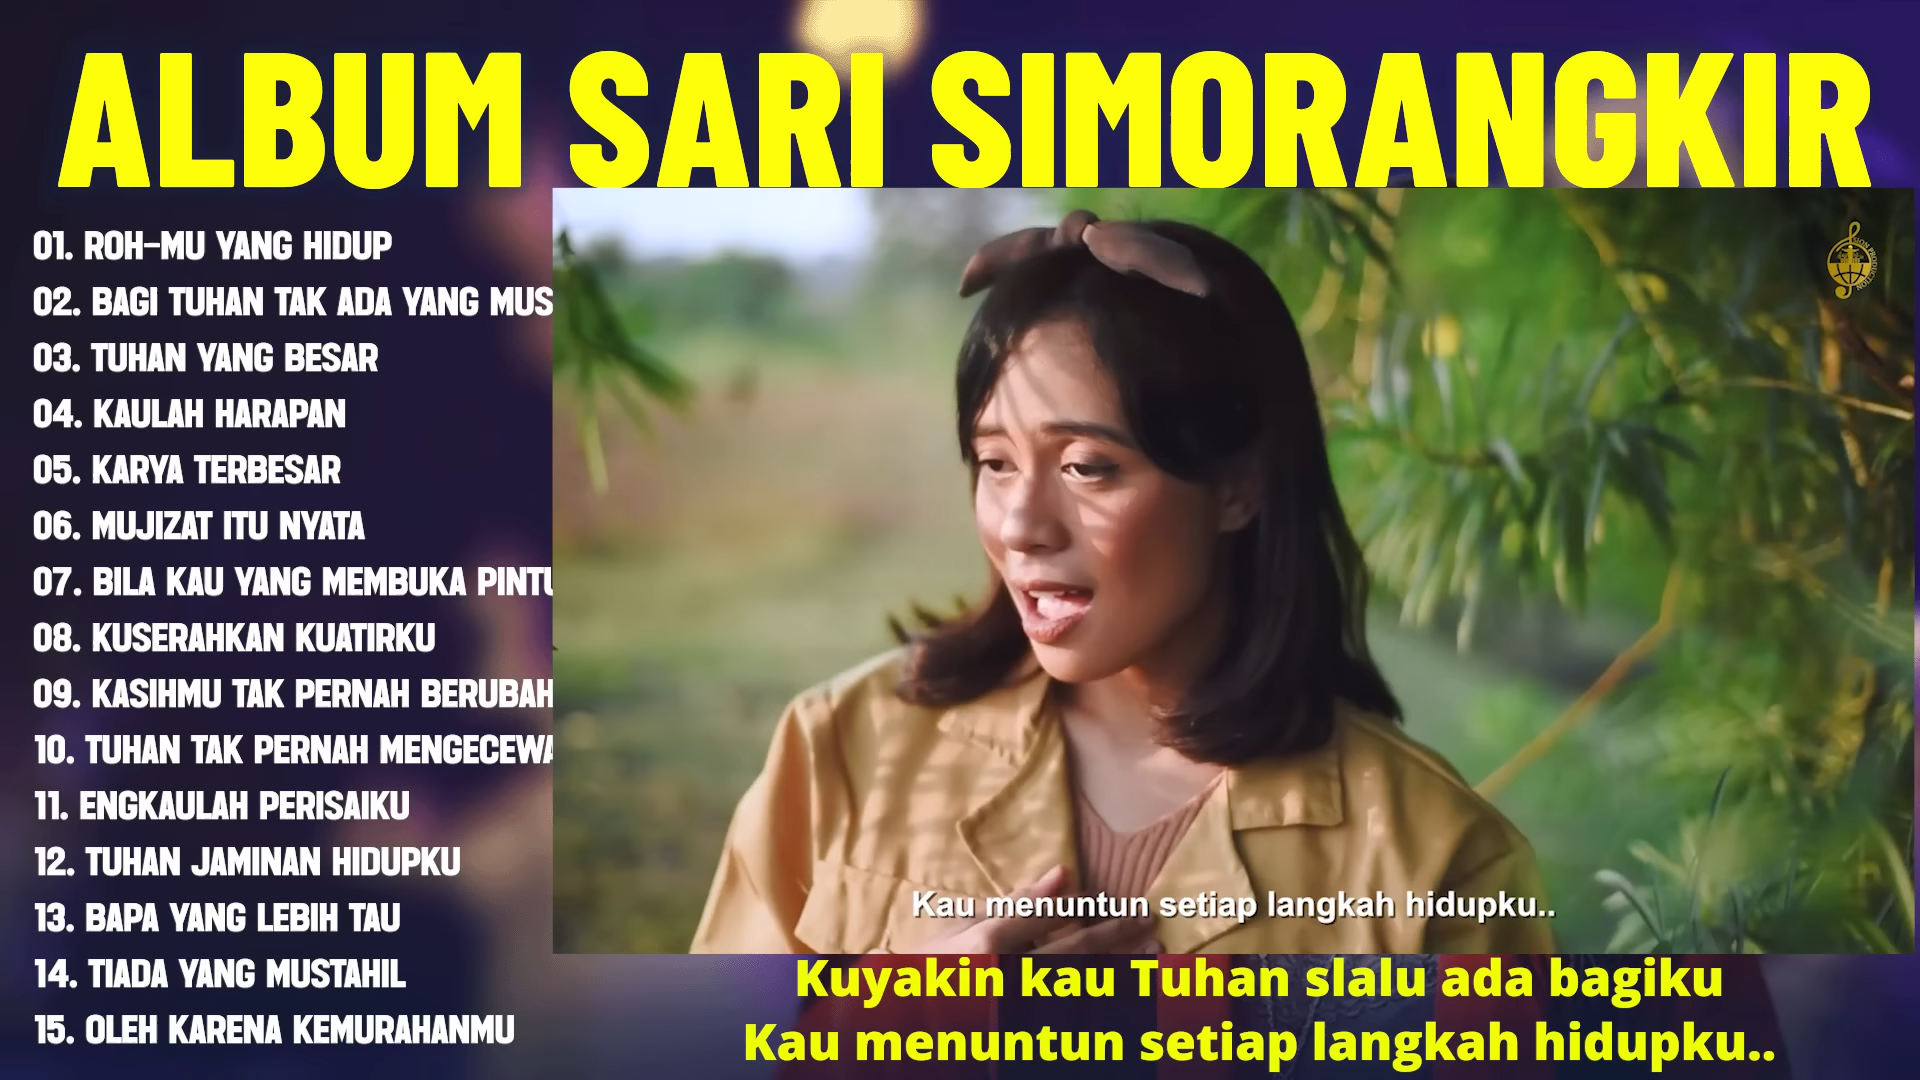 ALBUM SARI SIMORANGKIR
01. ROH-MU YANG HIDUP
02. BAGI TUHAN TAK ADA YANG MUS
03. TUHAN YANG BESAR
04. KAULAH HARAPAN
05. KARYA TERBESAR
06. MUJIZAT ITU NYATA
07. BILA KAU YANG MEMBUKA PINTU
08. KUSERAHKAN KUATIRKU
09. KASIHMU TAK PERNAH BERUBAH
10. TUHAN TAK PERNAH MENGECEWA
11. ENGKAULAH PERISAIKU
12. TUHAN JAMINAN HIDUPKU
13. BAPA YANG LEBIH TAU
14. TIADA YANG MUSTAHIL
15. OLEH KARENA KEMURAHANMU
Kau menuntun setiap langkah hidupku..
Kuyakin kau Tuhan slalu ada bagiku
Kau menuntun setiap langkah hidupku..